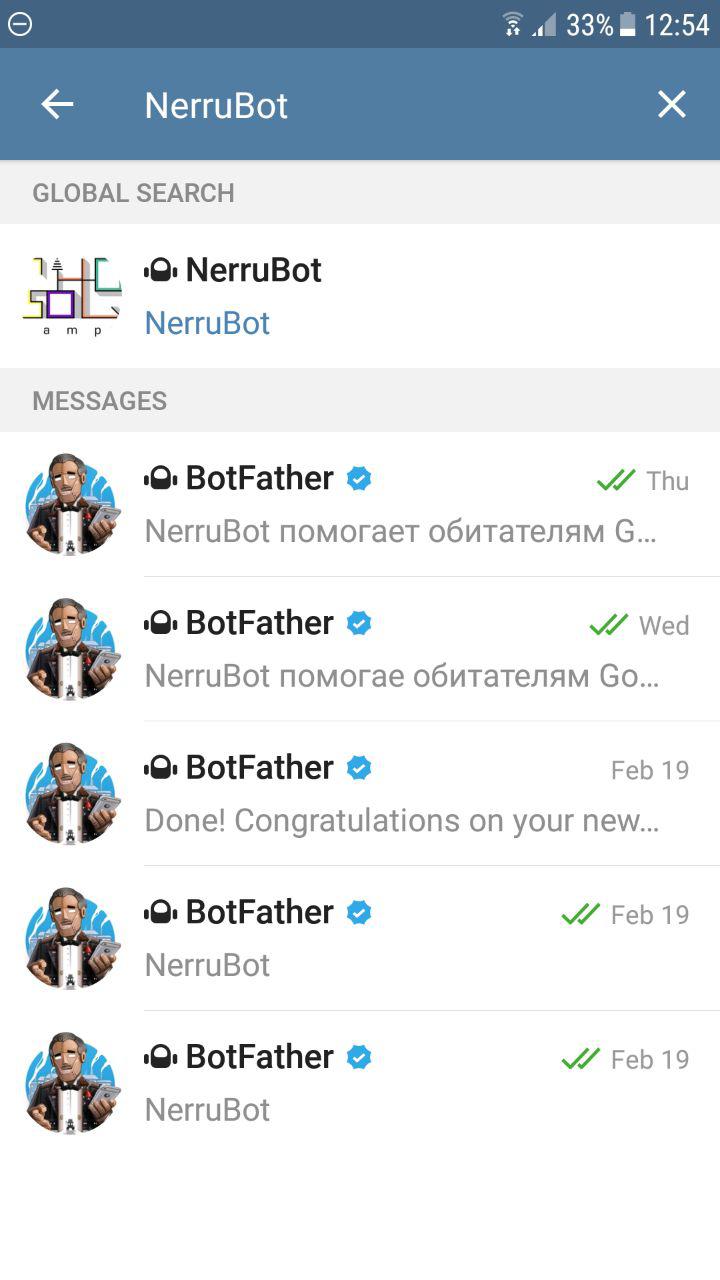 33% 12:54
NerruBot
GLOBAL SEARCH
NerruBot
NerruBot
a m p
MESSAGES
BotFather Thu
NerruBot помогает обитателям G...
BotFather Wed
NerruBot помогае обитателям Go...
BotFather Feb 19
Done! Congratulations on your new...
BotFather Feb 19
NerruBot
BotFather Feb 19
NerruBot